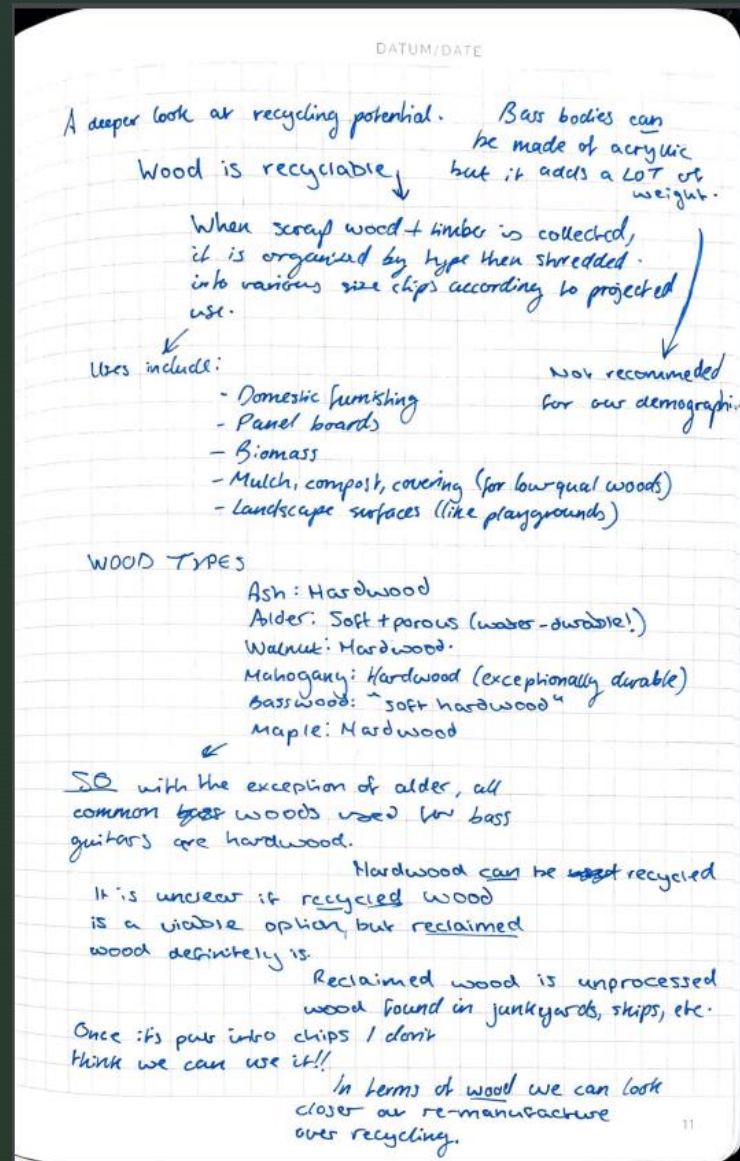 DATUM/DATE
A deeper look at recycling potential.
Bass bodies can
be made of acryllic
but it adds a LOT of
weight.
Wood is recyclable
When scrap wood + timber is collected,
it is organised by type then shredded.
into various size chips according to projected
use.
Not recommeded
for our demographi
Uses include:
- Domestic furnishing
- Panel boards
- Biomass
- Mulch, compost, covering (for low qual woods)
- Landscape surfaces (like playgrounds)
WOOD TYPES
Ash: Hardwood
Alder: Soft + porous (water-durable!)
Walnut: Hardwood.
Mahogany: Hardwood (exceptionally durable)
Basswood: "soft hardwood"
Maple: Hardwood
SO with the exception of alder, all
common woods used for bass
guitars are hardwood.
Hardwood can be recycled
It is unclear if recycled wood
is a viable option, but reclaimed
wood definitely is.
Reclaimed wood is unprocessed
wood found in junkyards, skips, etc.
Once its put into chips I don't
think we can use it!!
In terms of wood we can look
closer at re-manufacture
over recycling.
11